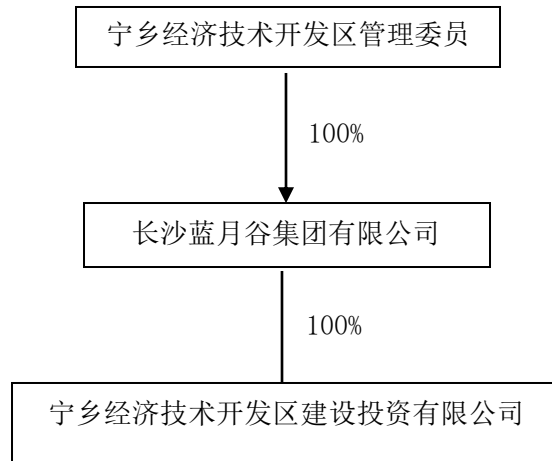 宁乡经济技术开发区管理委员
100%
长沙蓝月谷集团有限公司
100%
宁乡经济技术开发区建设投资有限公司